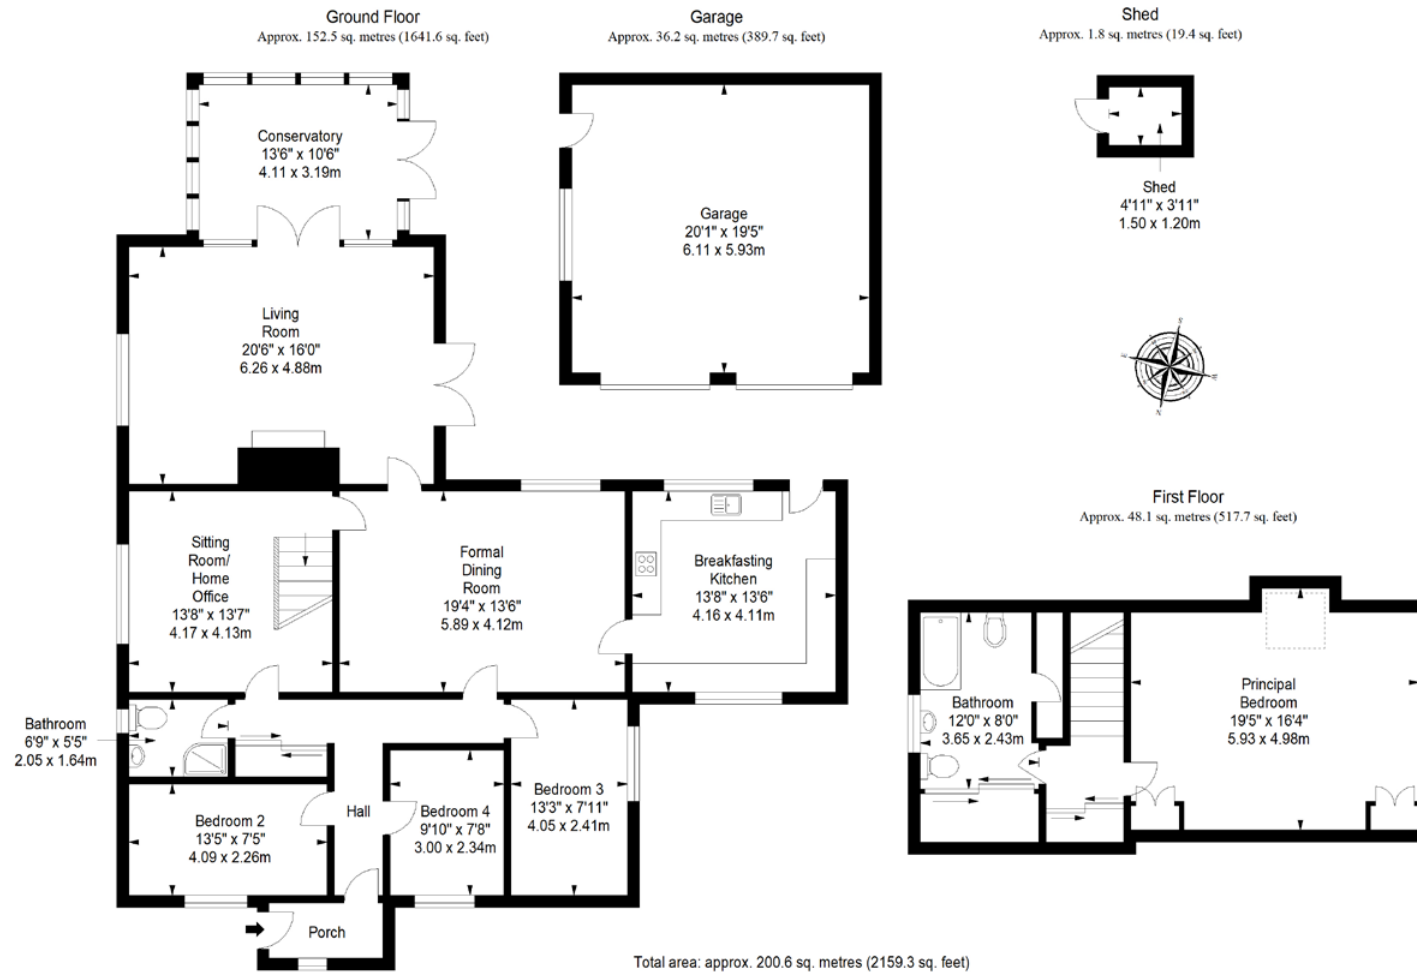 Ground Floor
Approx. 152.5 sq. metres (1641.6 sq. feet)
Garage
Approx. 36.2 sq. metres (389.7 sq. feet)
Shed
Approx. 1.8 sq. metres (19.4 sq. feet)
Conservatory
13'6" x 10'6"
4.11 x 3.19m
Garage
20'1" x 19'5"
6.11 x 5.93m
Shed
4'11" x 3'11"
1.50 x 1.20m
Living
Room
20'6" x 16'0"
6.26 x 4.88m
S
E
W
N
First Floor
Approx. 48.1 sq. metres (517.7 sq. feet)
Sitting
Room/
Home
Office
13'8" x 13'7"
4.17 x 4.13m
Formal
Dining
Room
19'4" x 13'6"
5.89 x 4.12m
Breakfasting
Kitchen
13'8" x 13'6"
4.16 x 4.11m
Bathroom
12'0" x 8'0"
3.65 x 2.43m
Principal
Bedroom
19'5" x 16'4"
5.93 x 4.98m
Bathroom
6'9" x 5'5"
2.05 x 1.64m
Bedroom 2
13'5" x 7'5"
4.09 x 2.26m
Hall
Bedroom 4
9'10" x 7'8"
3.00 x 2.34m
Bedroom 3
13'3" x 7'11"
4.05 x 2.41m
Porch
Total area: approx. 200.6 sq. metres (2159.3 sq. feet)